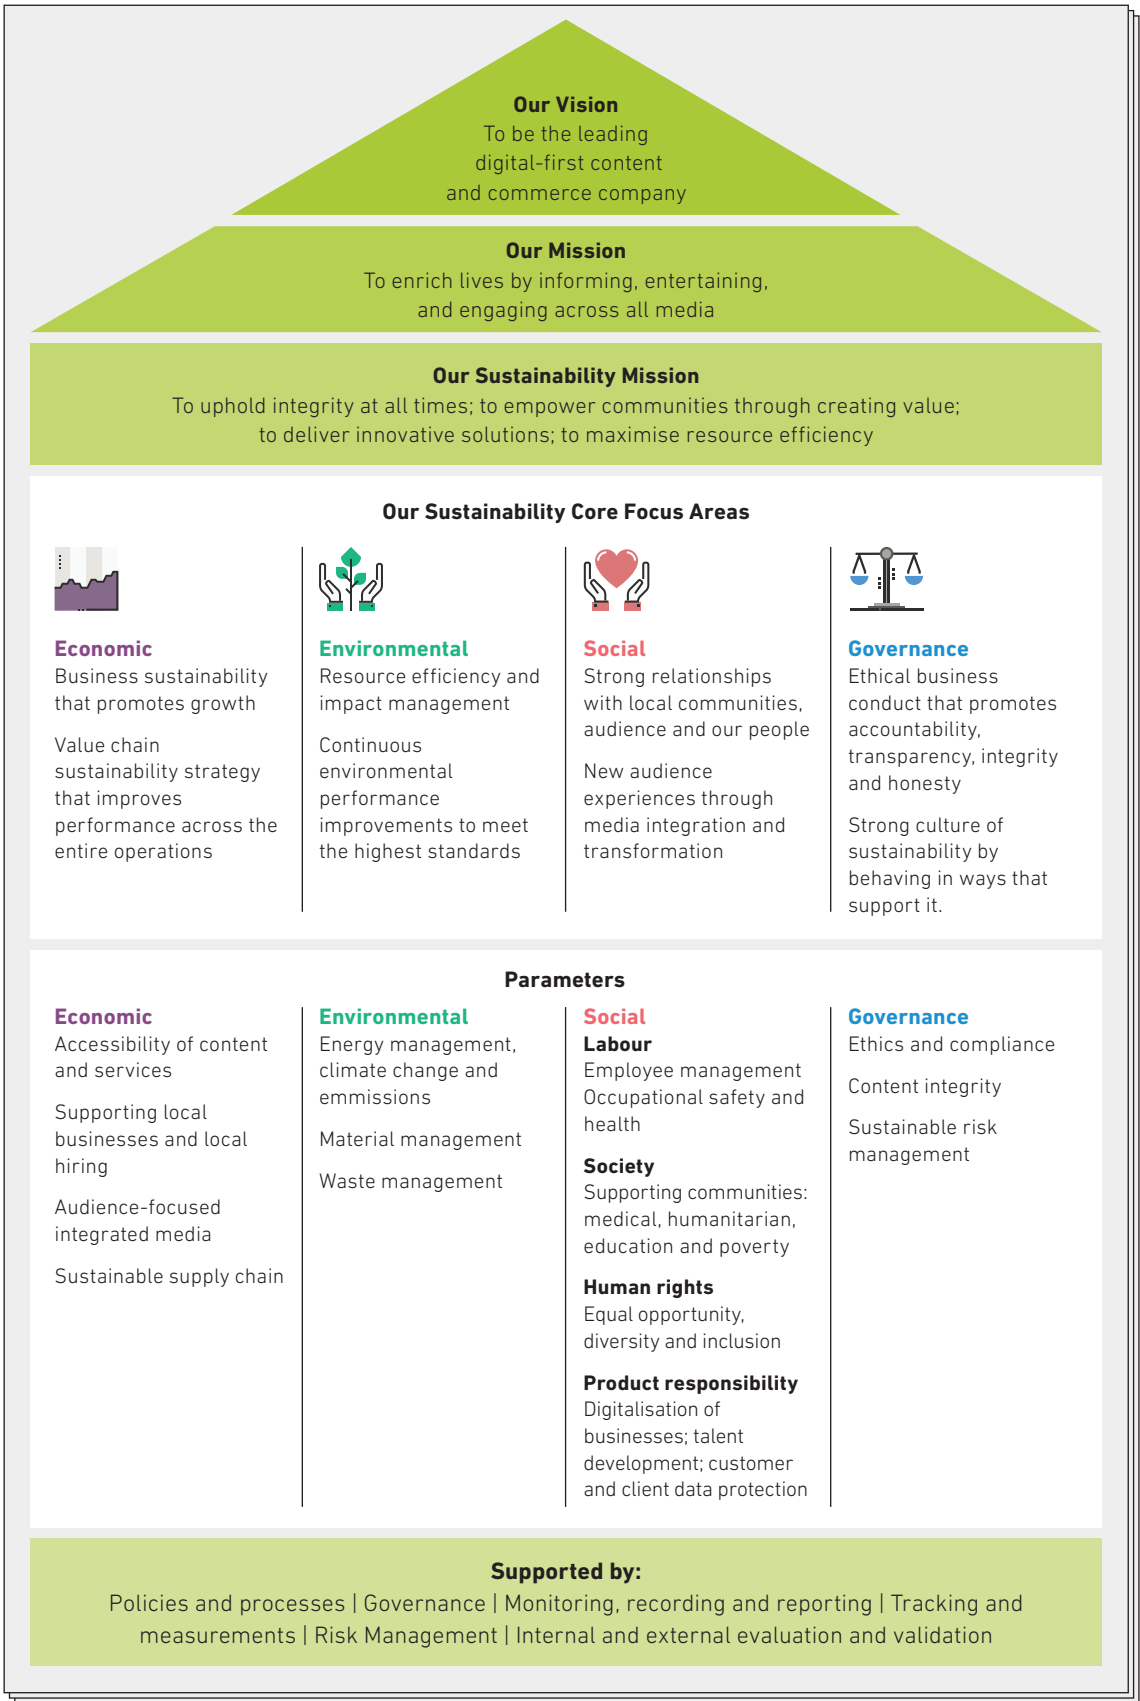 Our Vision
To be the leading
digital-first content
and commerce company
Our Mission
To enrich lives by informing, entertaining,
and engaging across all media
Our Sustainability Mission
To uphold integrity at all times; to empower communities through creating value;
to deliver innovative solutions; to maximise resource efficiency
Our Sustainability Core Focus Areas
Economic
Business sustainability
that promotes growth
Value chain
sustainability strategy
that improves
performance across the
entire operations
Environmental
Resource efficiency and
impact management
Continuous
environmental
performance
improvements to meet
the highest standards
Social
Strong relationships
with local communities,
audience and our people
New audience
experiences through
media integration and
transformation
Governance
Ethical business
conduct that promotes
accountability,
transparency, integrity
and honesty
Strong culture of
sustainability by
behaving in ways that
support it.
Parameters
Economic
Accessibility of content
and services
Supporting local
businesses and local
hiring
Audience-focused
integrated media
Sustainable supply chain
Environmental
Energy management,
climate change and
emmissions
Material management
Waste management
Social
Labour
Employee management
Occupational safety and
health
Society
Supporting communities:
medical, humanitarian,
education and poverty
Human rights
Equal opportunity,
diversity and inclusion
Product responsibility
Digitalisation of
businesses; talent
development; customer
and client data protection
Governance
Ethics and compliance
Content integrity
Sustainable risk
management
Supported by:
Policies and processes | Governance | Monitoring, recording and reporting | Tracking and
measurements | Risk Management | Internal and external evaluation and validation